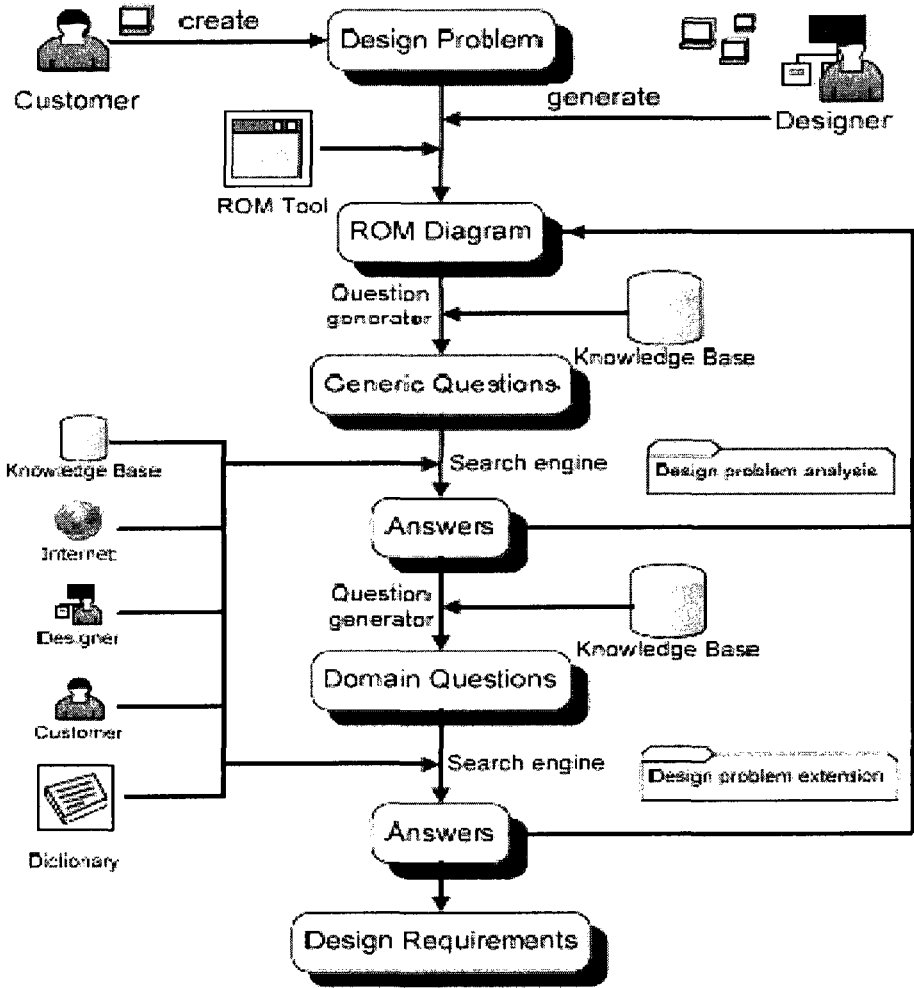 create
Design Problem
Customer
generate
Designer
ROM Tool
ROM Diagram
Question
generator
Knowledge Base
Generic Questions
Knowledge Base
Search engine
Design problem analysis
Internet
Answers
Question
generator
Designer
Knowledge Base
Domain Questions
Customer
Search engine
Design problem extension
Answers
Dictionary
Design Requirements